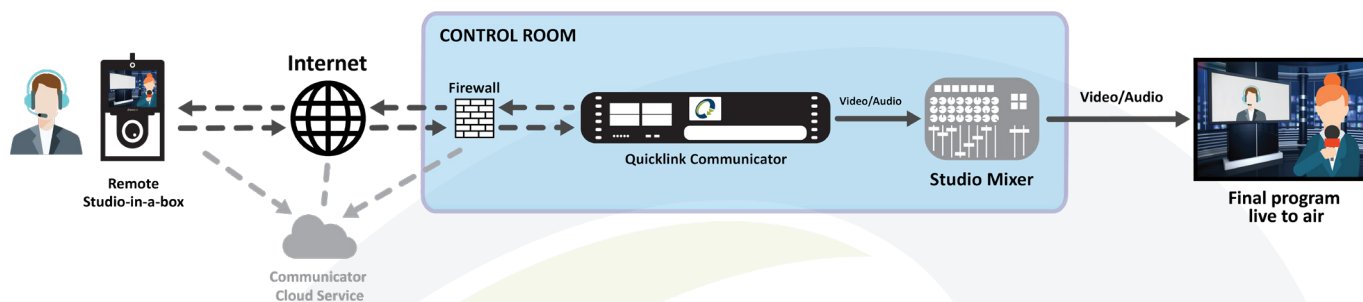 CONTROL ROOM
Internet
Firewall
Video/Audio
Video/Audio
Quicklink Communicator
Studio Mixer
Remote
Studio-in-a-box
Final program
live to air
Communicator
Cloud Service